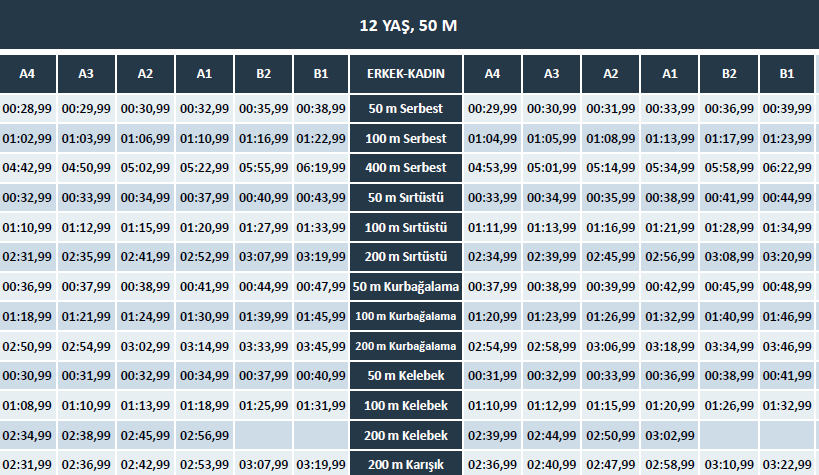 12 YAŞ, 50 M
A4 A3 A2 A1 B2 B1 ERKEK-KADIN A4 A3 A2 A1 B2 B1
00:28,99 00:29,99 00:30,99 00:32,99 00:35,99 00:38,99 50 m Serbest 00:29,99 00:30,99 00:31,99 00:33,99 00:36,99 00:39,99
01:02,99 01:03,99 01:06,99 01:10,99 01:16,99 01:22,99 100 m Serbest 01:04,99 01:05,99 01:08,99 01:13,99 01:17,99 01:23,99
04:42,99 04:50,99 05:02,99 05:22,99 05:55,99 06:19,99 400 m Serbest 04:53,99 05:01,99 05:14,99 05:34,99 05:58,99 06:22,99
00:32,99 00:33,99 00:34,99 00:37,99 00:40,99 00:43,99 50 m Sırtüstü 00:33,99 00:34,99 00:35,99 00:38,99 00:41,99 00:44,99
01:10,99 01:12,99 01:15,99 01:20,99 01:27,99 01:33,99 100 m Sırtüstü 01:11,99 01:13,99 01:16,99 01:21,99 01:28,99 01:34,99
02:31,99 02:35,99 02:41,99 02:52,99 03:07,99 03:19,99 200 m Sırtüstü 02:34,99 02:39,99 02:45,99 02:56,99 03:08,99 03:20,99
00:36,99 00:37,99 00:38,99 00:41,99 00:44,99 00:47,99 50 m Kurbağalama 00:37,99 00:38,99 00:39,99 00:42,99 00:45,99 00:48,99
01:18,99 01:21,99 01:24,99 01:30,99 01:39,99 01:45,99 100 m Kurbağalama 01:20,99 01:23,99 01:26,99 01:32,99 01:40,99 01:46,99
02:50,99 02:54,99 03:02,99 03:14,99 03:33,99 03:45,99 200 m Kurbağalama 02:54,99 02:58,99 03:06,99 03:18,99 03:34,99 03:46,99
00:30,99 00:31,99 00:32,99 00:34,99 00:37,99 00:40,99 50 m Kelebek 00:31,99 00:32,99 00:33,99 00:36,99 00:38,99 00:41,99
01:08,99 01:10,99 01:13,99 01:18,99 01:25,99 01:31,99 100 m Kelebek 01:10,99 01:12,99 01:15,99 01:20,99 01:26,99 01:32,99
02:34,99 02:38,99 02:45,99 02:56,99 200 m Kelebek 02:39,99 02:44,99 02:50,99 03:02,99
02:31,99 02:36,99 02:42,99 02:53,99 03:07,99 03:19,99 200 m Karışık 02:36,99 02:40,99 02:47,99 02:58,99 03:10,99 03:22,99